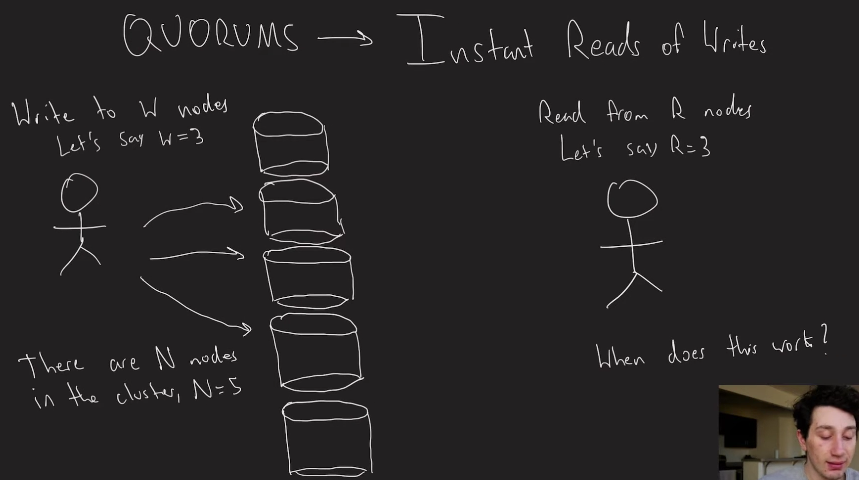 QUORUMS → Instant Reads of Writes
Write to W nodes
Let's say W=3
There are N nodes
in the cluster, N=5
Read from R nodes
Let's say R=3
When does this work?